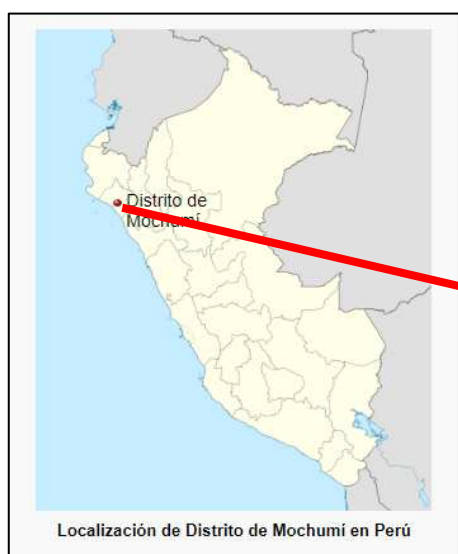 Distrito de
Mochumí
Localización de Distrito de Mochumí en Perú